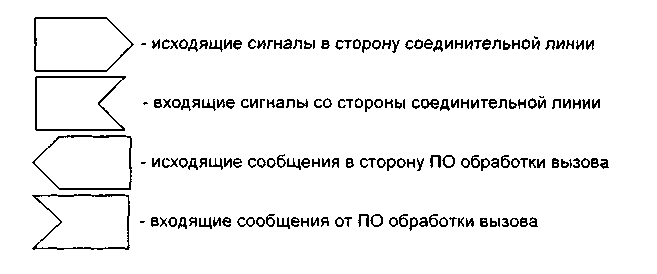 - исходящие сигналы в сторону соединительной линии
- входящие сигналы со стороны соединительной линии
- исходящие сообщения в сторону ПО обработки вызова
- входящие сообщения от ПО обработки вызова